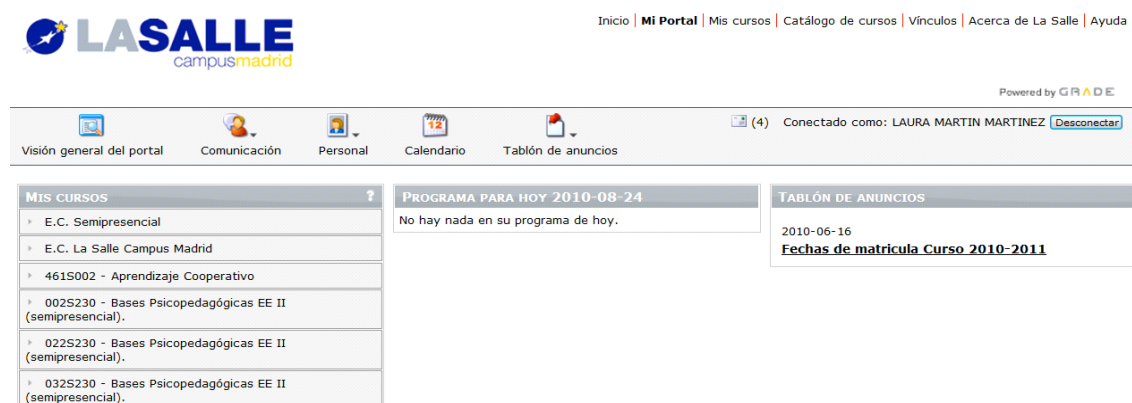 LASALLE
campusmadrid
Inicio | Mi Portal | Mis cursos | Catálogo de cursos | Vínculos | Acerca de La Salle | Ayuda
Powered by GRADE
Visión general del portal
Comunicación
Personal
12
Calendario
Tablón de anuncios
(4) Conectado como: LAURA MARTIN MARTINEZ Desconectar
MIS CURSOS ?
E.C. Semipresencial
E.C. La Salle Campus Madrid
461S002 - Aprendizaje Cooperativo
002S230 - Bases Psicopedagógicas EE II
(semipresencial).
022S230 - Bases Psicopedagógicas EE II
(semipresencial).
032S230 - Bases Psicopedagógicas EE II
(semipresencial).
PROGRAMA PARA HOY 2010-08-24
No hay nada en su programa de hoy.
TABLÓN DE ANUNCIOS
2010-06-16
Fechas de matricula Curso 2010-2011